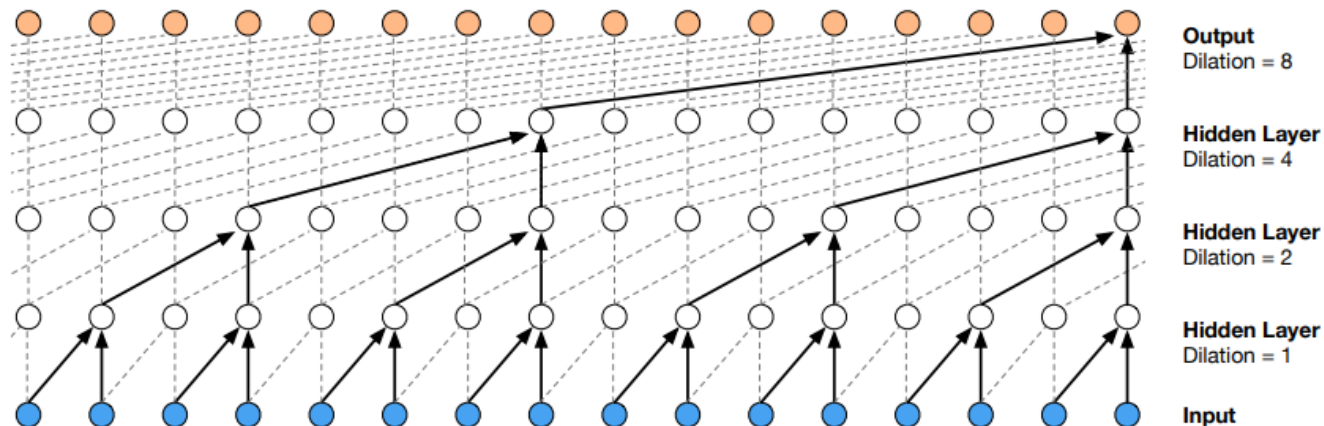 Output
Dilation = 8
Hidden Layer
Dilation = 4
Hidden Layer
Dilation = 2
Hidden Layer
Dilation = 1
Input